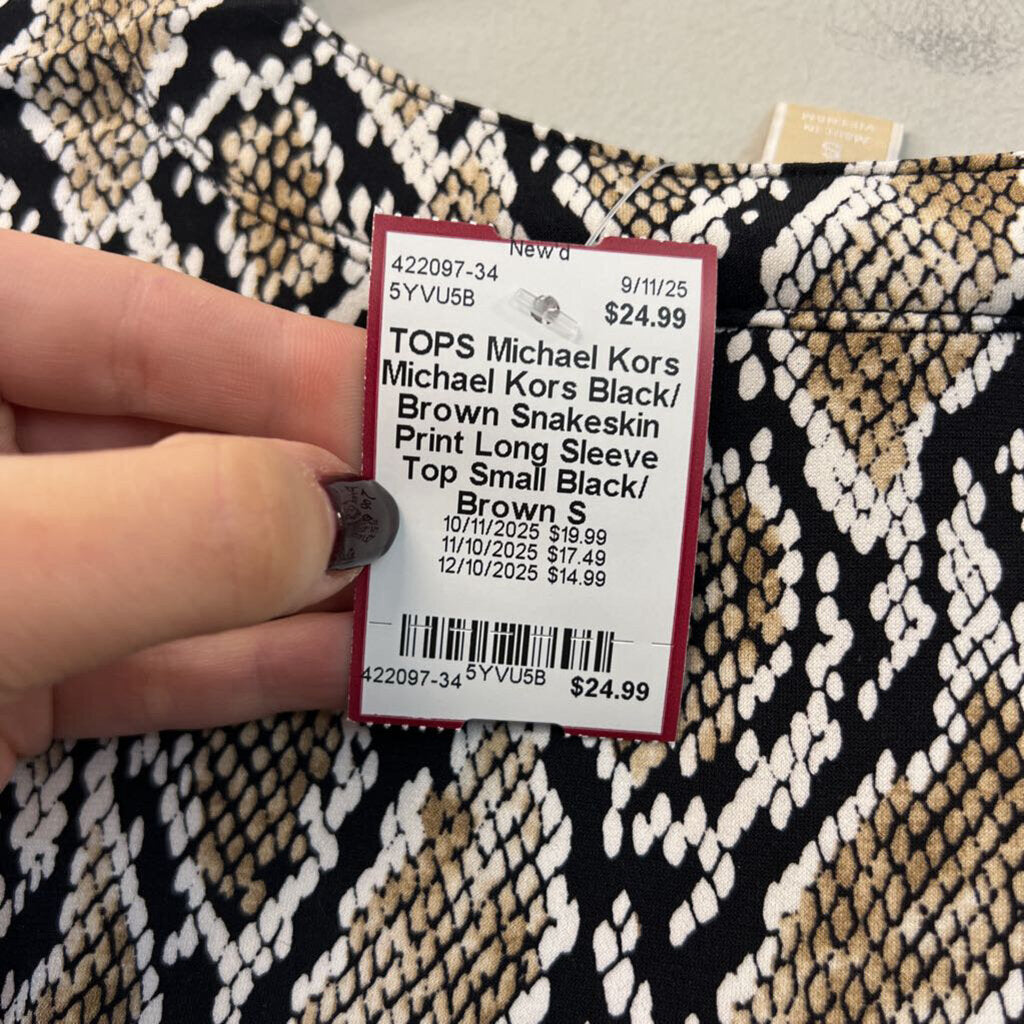 New'd
422097-34 9/11/25
5YVU5B $24.99
TOPS Michael Kors
Michael Kors Black/
Brown Snakeskin
Print Long Sleeve
Top Small Black/
Brown S
10/11/2025 $19.99
11/10/2025 $17.49
12/10/2025 $14.99
422097-34 5YVU5B $24.99